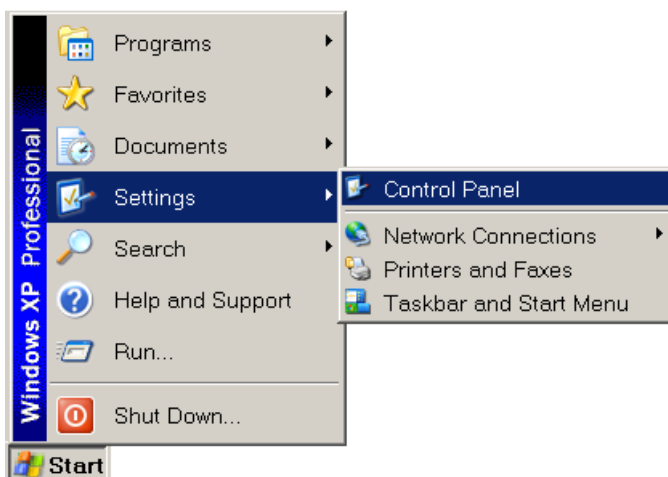 Windows XP Professional
Programs
Favorites
Documents
Settings
Search
Help and Support
Run...
Shut Down...
Start
Control Panel
Network Connections
Printers and Faxes
Taskbar and Start Menu